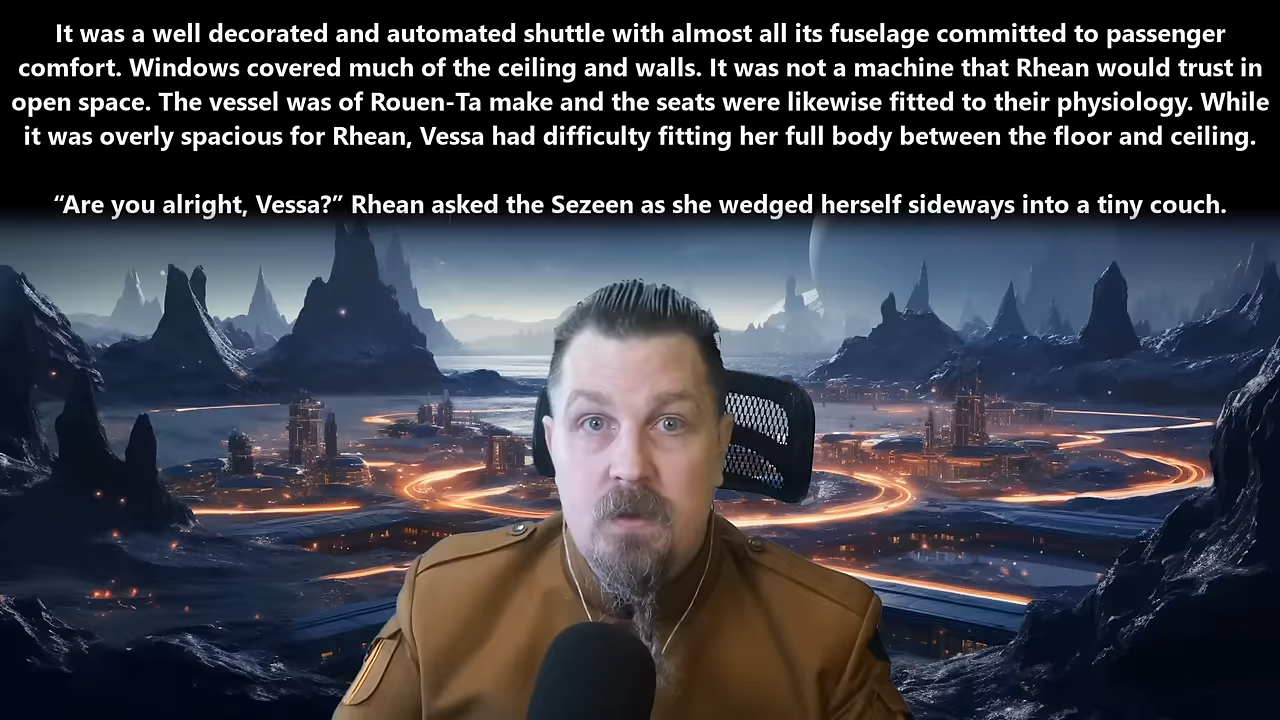 It was a well decorated and automated shuttle with almost all its fuselage committed to passenger
comfort. Windows covered much of the ceiling and walls. It was not a machine that Rhean would trust in
open space. The vessel was of Rouen-Ta make and the seats were likewise fitted to their physiology. While
it was overly spacious for Rhean, Vessa had difficulty fitting her full body between the floor and ceiling.
“Are you alright, Vessa?” Rhean asked the Sezeen as she wedged herself sideways into a tiny couch.